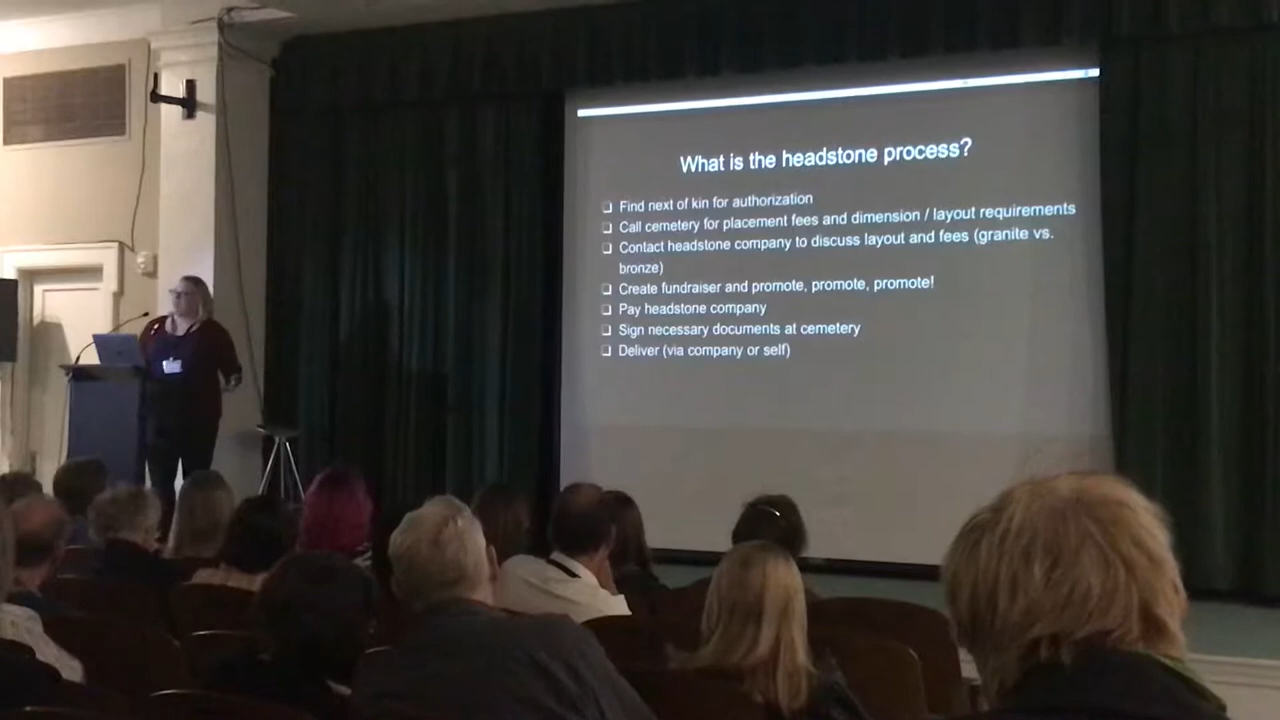 What is the headstone process?
❑ Find next of kin for authorization
❑ Call cemetery for placement fees and dimension / layout requirements
❑ Contact headstone company to discuss layout and fees (granite vs.
bronze)
❑ Create fundraiser and promote, promote, promote!
❑ Pay headstone company
❑ Sign necessary documents at cemetery
❑ Deliver (via company or self)